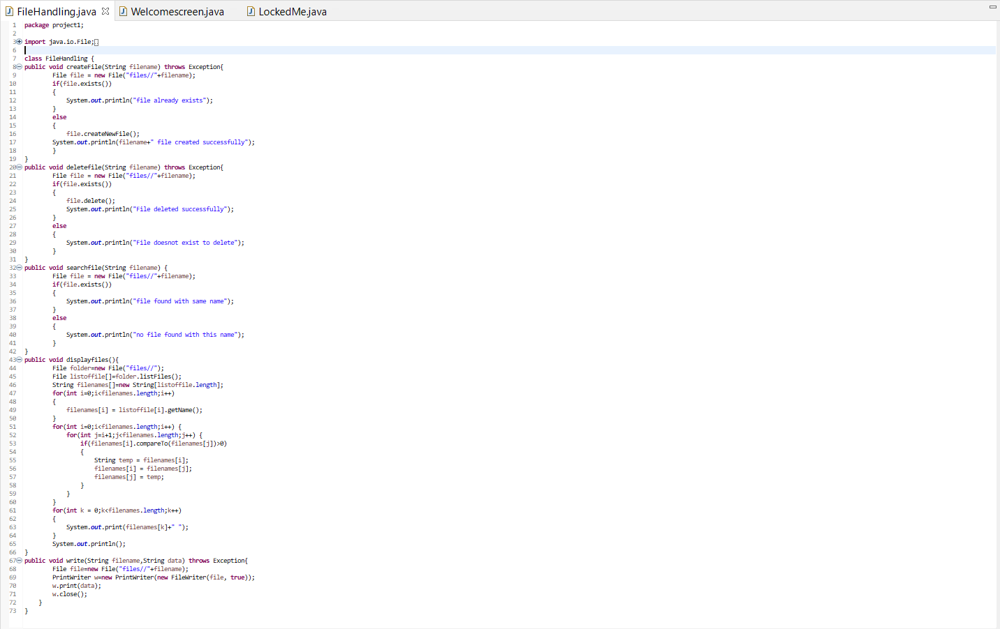 FileHandling.java
Welcomescreen.java
LockedMe.java
1 package project1;
2
3 import java.io.File;
6
7 class FileHandling {
8 public void createFile(String filename) throws Exception{
9 File file = new File("files//"+filename);
10 if(file.exists())
11 {
12 System.out.println("file already exists");
13 }
14 else
15 {
16 file.createNewFile();
17 System.out.println(filename+" file created successfully");
18 }
19 }
20 public void deletefile(String filename) throws Exception{
21 File file = new File("files//"+filename);
22 if(file.exists())
23 {
24 file.delete();
25 System.out.println("File deleted successfully");
26 }
27 else
28 {
29 System.out.println("File doesnot exist to delete");
30 }
31 }
32 public void searchfile(String filename) {
33 File file = new File("files//"+filename);
34 if(file.exists())
35 {
36 System.out.println("file found with same name");
37 }
38 else
39 {
40 System.out.println("no file found with this name");
41 }
42 }
43 public void displayfiles(){
44 File folder=new File("files//");
45 File listoffile[]=folder.listFiles();
46 String filenames[]=new String[listoffile.length];
47 for(int i=0;i<filenames.length;i++)
48 {
49 filenames[i] = listoffile[i].getName();
50 }
51 for(int i=0;i<filenames.length;i++) {
52 for(int j=i+1;j<filenames.length;j++) {
53 if(filenames[i].compareTo(filenames[j])>0)
54 {
55 String temp = filenames[i];
56 filenames[i] = filenames[j];
57 filenames[j] = temp;
58 }
59 }
60 }
61 for(int k = 0;k<filenames.length;k++)
62 {
63 System.out.print(filenames[k]+" ");
64 }
65 System.out.println();
66 }
67 public void write(String filename,String data) throws Exception{
68 File file=new File("files//"+filename);
69 PrintWriter w=new PrintWriter(new FileWriter(file, true));
70 w.print(data);
71 w.close();
72 }
73 }